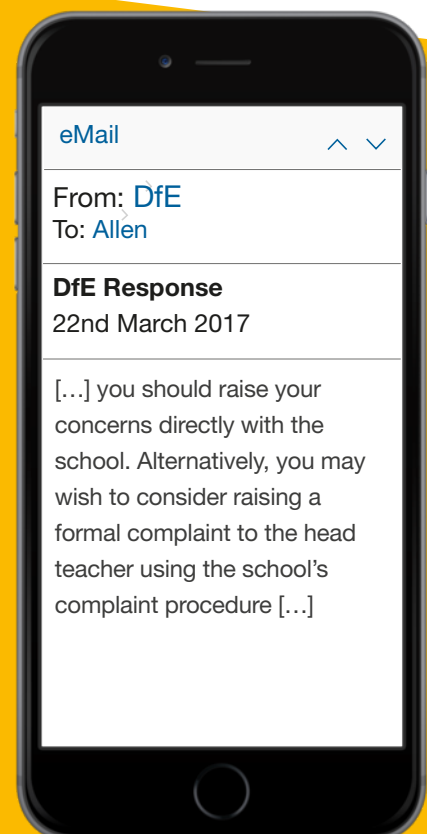 eMail
From: DfE
To: Allen
DfE Response
22nd March 2017
[…] you should raise your
concerns directly with the
school. Alternatively, you may
wish to consider raising a
formal complaint to the head
teacher using the school’s
complaint procedure […]